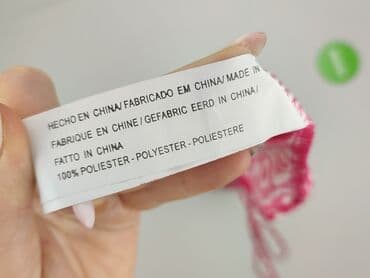 HECHO EN CHINA/ FABRICADO EM CHINA/ MADE IN
FABRIQUE EN CHINE / GEFABRIC EERD IN CHINA /
FATTO IN CHINA
100% POLIESTER - POLYESTER - POLIESTERE